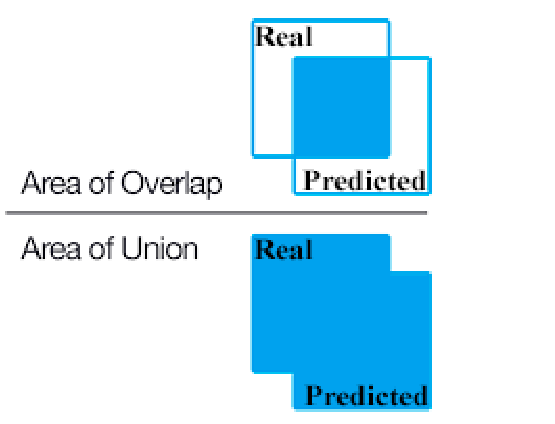 Real
Area of Overlap
Predicted
Area of Union
Real
Predicted